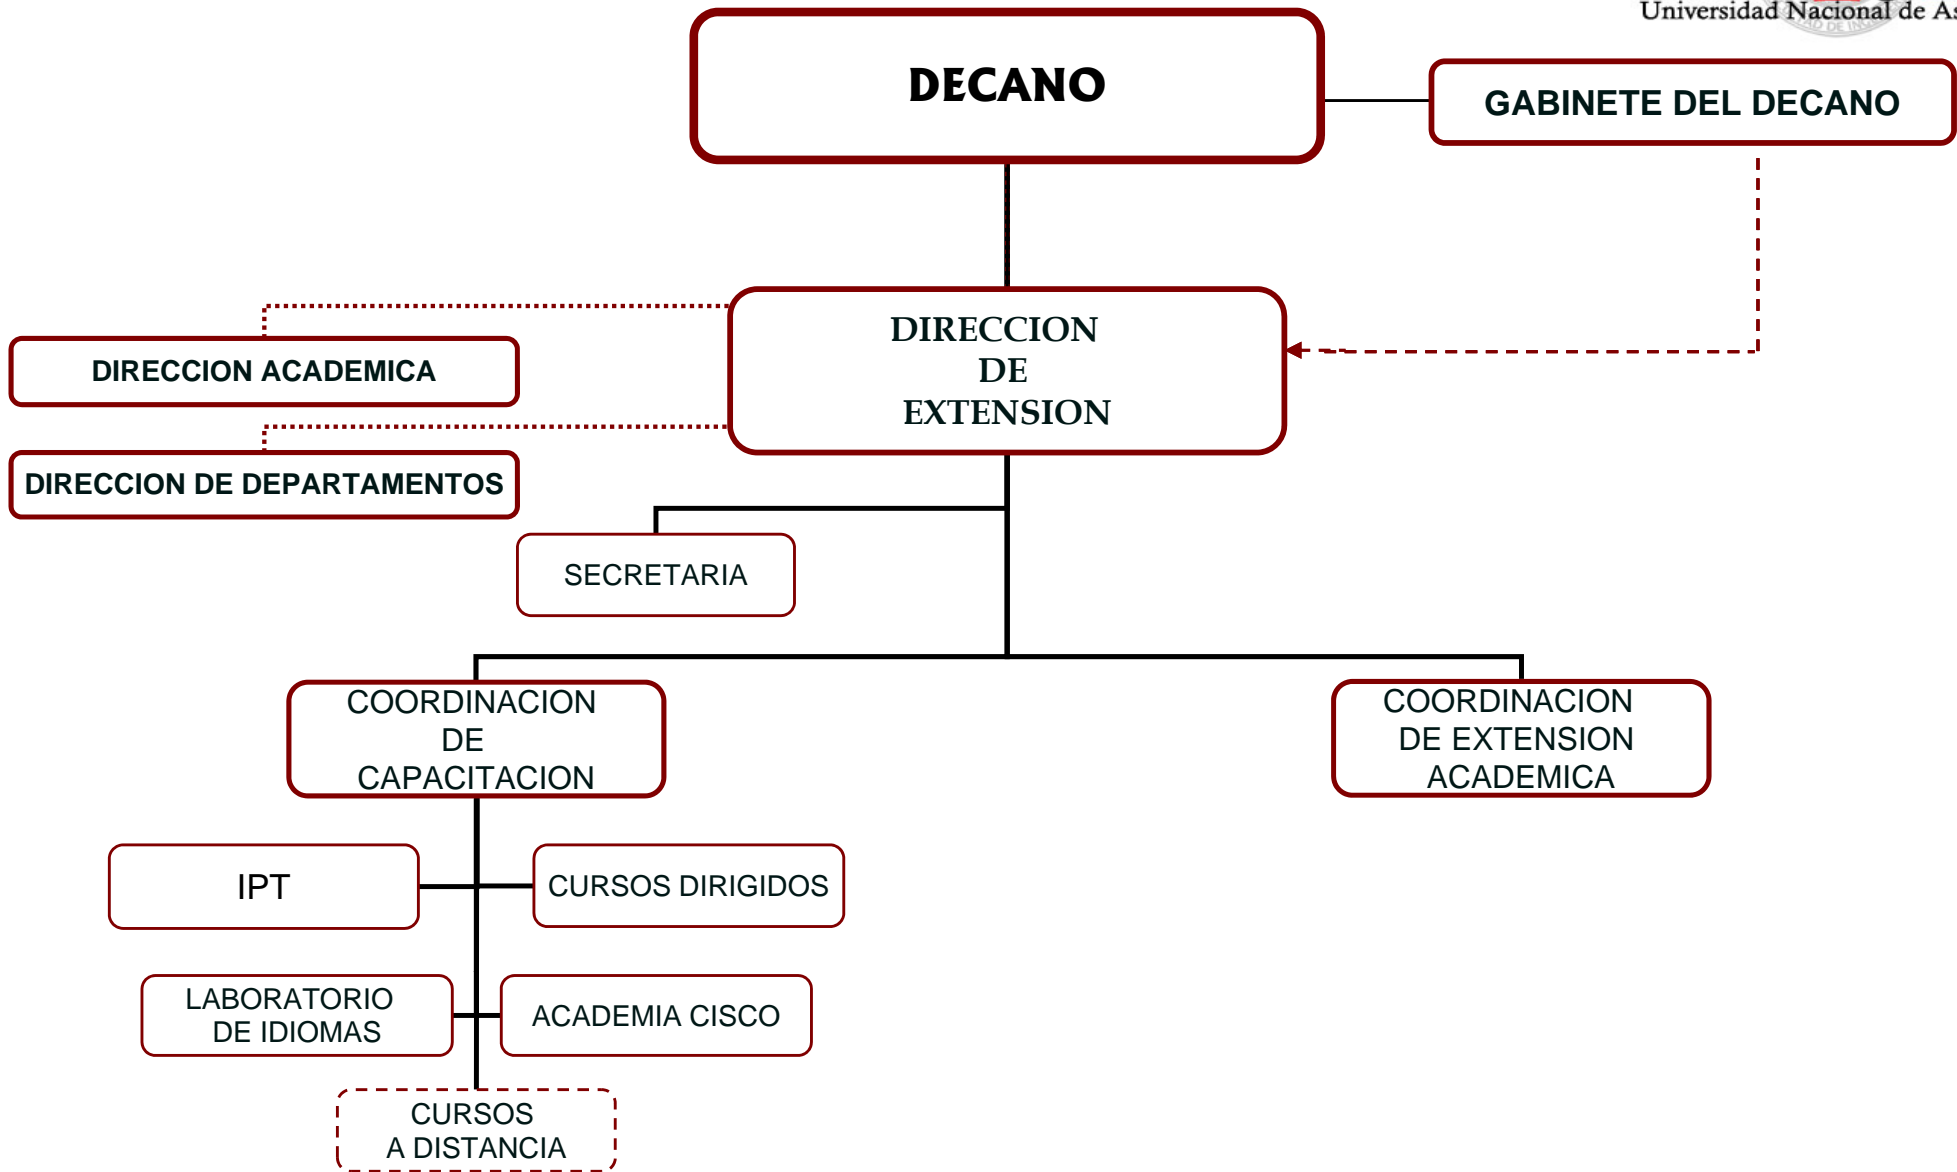 Universidad Nacional de
DECANO
GABINETE DEL DECANO
DIRECCION
DE
EXTENSION
DIRECCION ACADEMICA
DIRECCION DE DEPARTAMENTOS
SECRETARIA
COORDINACION
DE
CAPACITACION
COORDINACION
DE EXTENSION
ACADEMICA
IPT
CURSOS DIRIGIDOS
LABORATORIO
DE IDIOMAS
ACADEMIA CISCO
CURSOS
A DISTANCIA